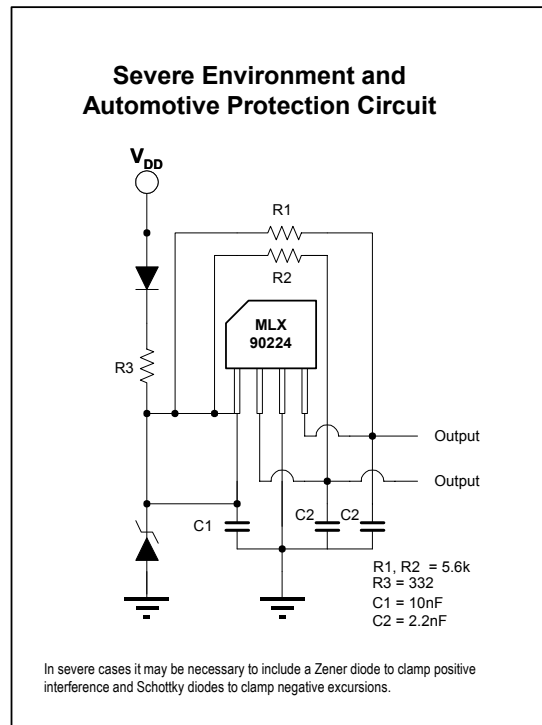 Severe Environment and
Automotive Protection Circuit
VDD
R1
R2
MLX
90224
R3
Output
Output
C1
C2
C2
R1, R2 = 5.6k
R3 = 332
C1 = 10nF
C2 = 2.2nF
In severe cases it may be necessary to include a Zener diode to clamp positive
interference and Schottky diodes to clamp negative excursions.